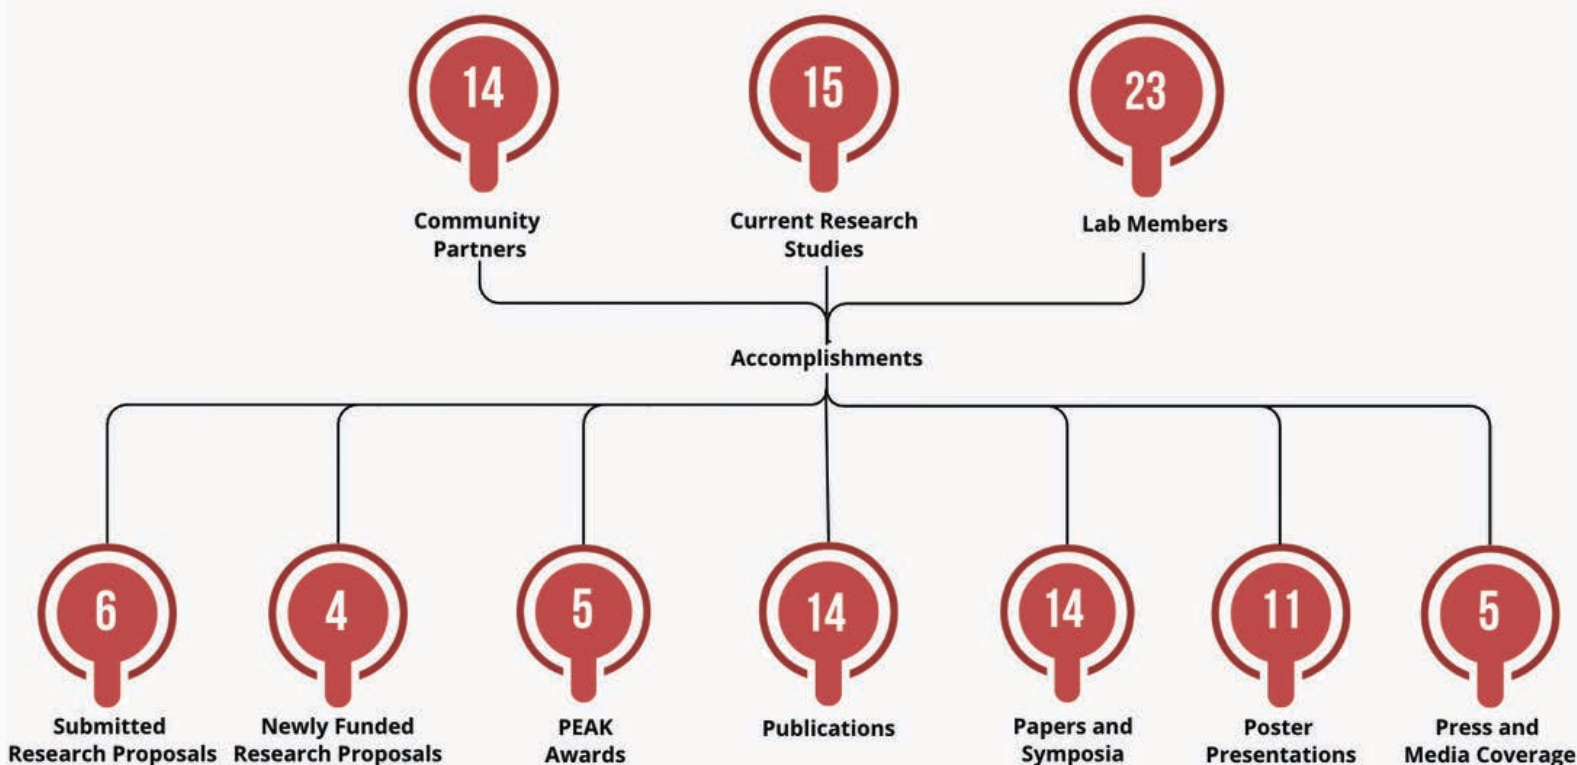 14
15
23
Community
Partners
Current Research
Studies
Lab Members
Accomplishments
6
4
5
14
14
11
5
Submitted
Research Proposals
Newly Funded
Research Proposals
PEAK
Awards
Publications
Papers and
Symposia
Poster
Presentations
Press and
Media Coverage